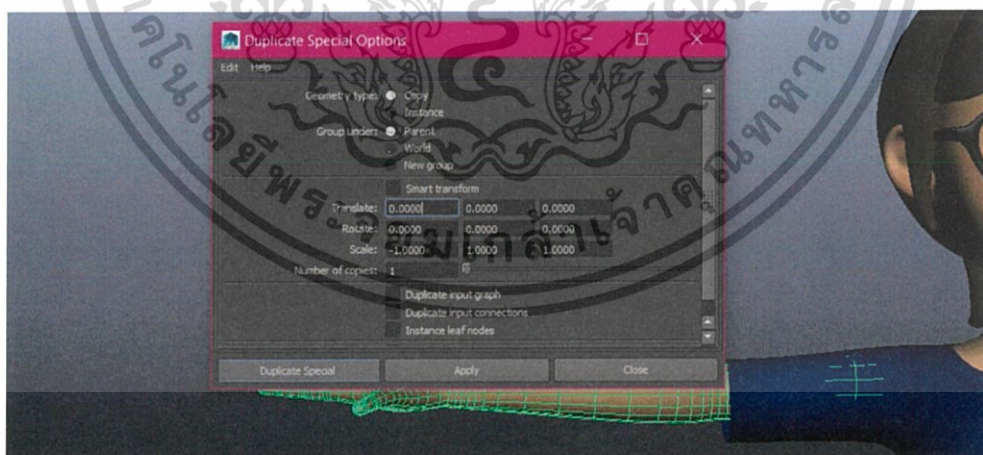 Duplicate Special Options
Edit Help
Geometry type: Copy
Instance
Group under: Parent
World
New group
Smart transform
Translate: 0.0000 0.0000 0.0000
Rotate: 0.0000 0.0000 0.0000
Scale: -1.0000 1.0000 1.0000
Number of copies: 1
Duplicate input graph
Duplicate input connections
Instance leaf nodes
Duplicate Special Apply Close